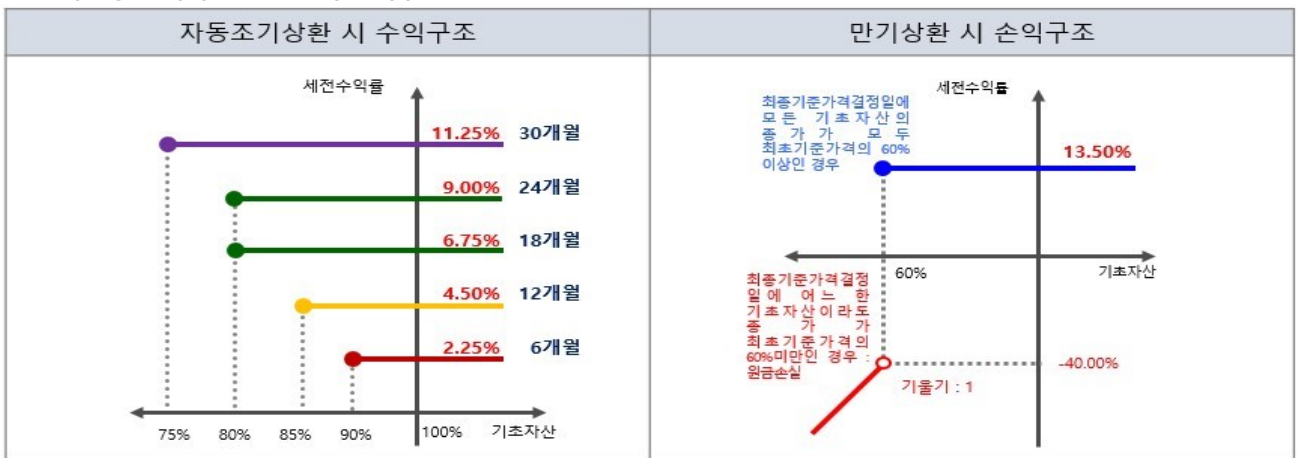 자동조기상환 시 수익구조
만기상환 시 손익구조
세전수익률
11.25% 30개월
9.00% 24개월
6.75% 18개월
4.50% 12개월
2.25% 6개월
75% 80% 85% 90% 100% 기초자산
세전수익률
최종기준가격결정일에
모든 기초자산의
종가가 모두
최초기준가격의 60%
이상인 경우
13.50%
60%
기초자산
최종기준가격결정
일에 어느 한
기초자산이라도
종가가
최초기준가격의
60%미만인 경우 :
원금손실
-40.00%
기울기 : 1